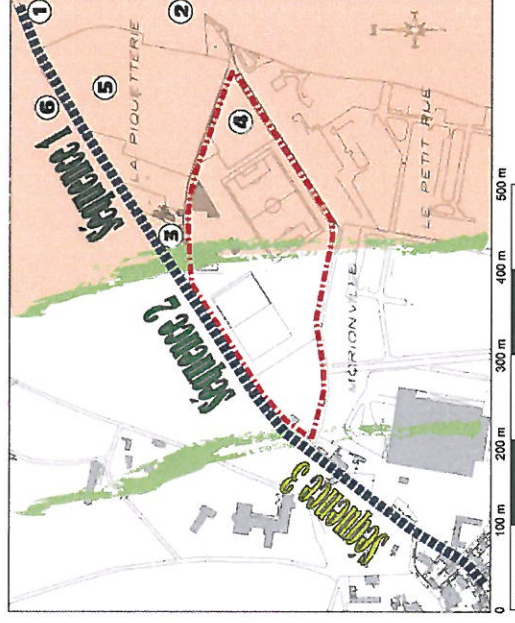 ①
②
⑥
⑤
LA PIQUETTERIE
Séquence 1
④
③
Séquence 2
LE PETIT RUE
MORIONVILLE
Séquence 3
0
100 m
200 m
300 m
400 m
500 m